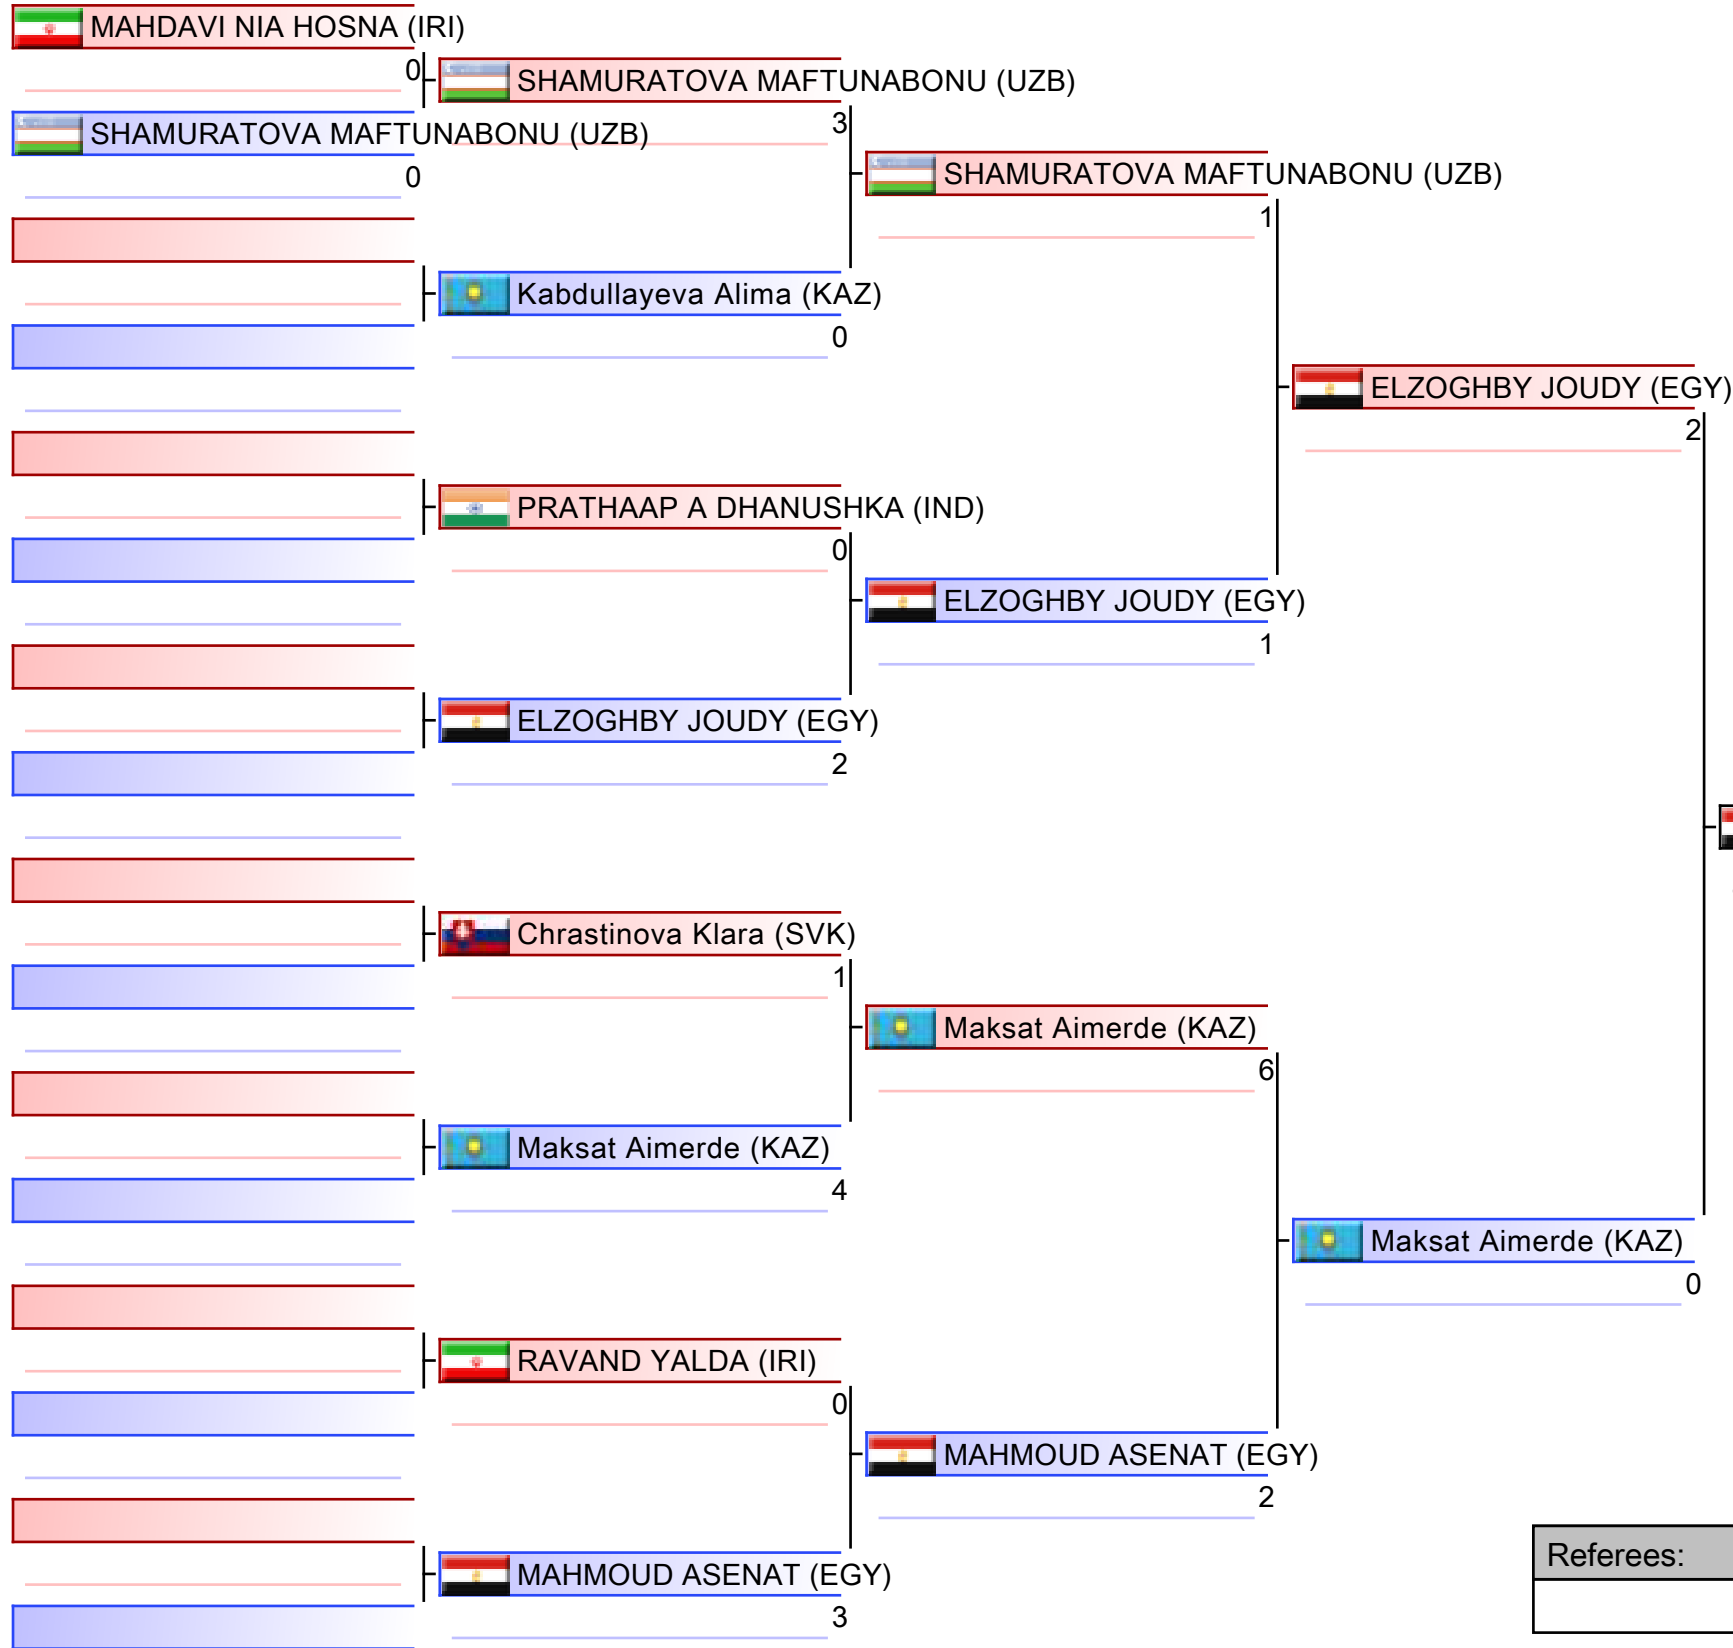 MAHDAVI NIA HOSNA (IRI)
0
SHAMURATOVA MAFTUNABONU (UZB)
0
SHAMURATOVA MAFTUNABONU (UZB)
3
Kabdullayeva Alima (KAZ)
0
PRATHAAP A DHANUSHKA (IND)
0
ELZOGHBY JOUDY (EGY)
2
Chrastinova Klara (SVK)
1
Maksat Aimerde (KAZ)
4
RAVAND YALDA (IRI)
0
MAHMOUD ASENAT (EGY)
3
SHAMURATOVA MAFTUNABONU (UZB)
1
ELZOGHBY JOUDY (EGY)
1
Maksat Aimerde (KAZ)
6
MAHMOUD ASENAT (EGY)
2
ELZOGHBY JOUDY (EGY)
2
Maksat Aimerde (KAZ)
0
Referees: